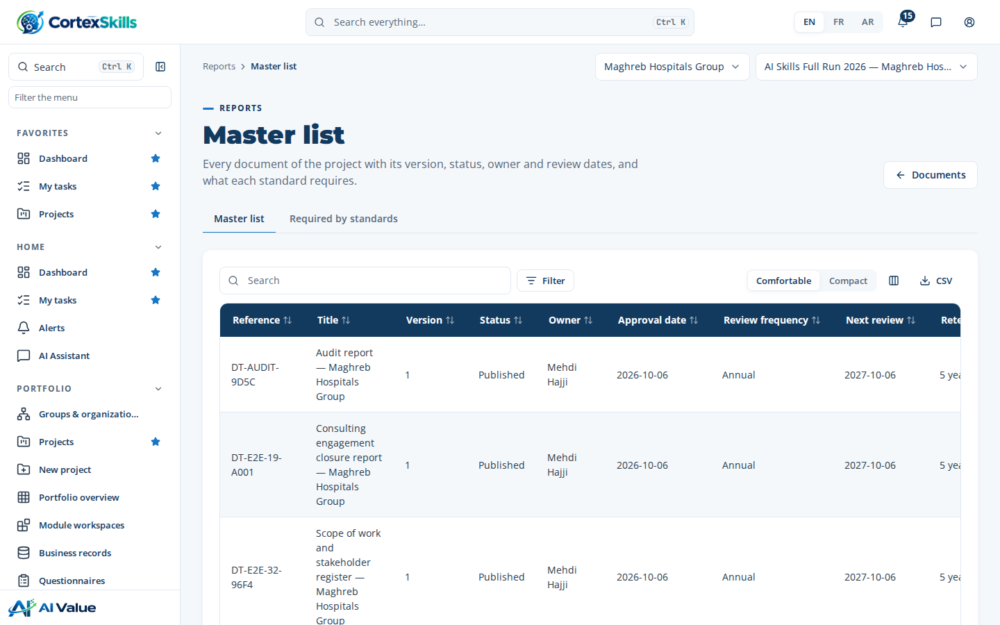 CortexSkills
Search everything...
Ctrl K
EN
FR
AR
15
Search
Ctrl K
Filter the menu
FAVORITES
Dashboard
My tasks
Projects
HOME
Dashboard
My tasks
Alerts
AI Assistant
PORTFOLIO
Groups & organizatio...
Projects
New project
Portfolio overview
Module workspaces
Business records
Questionnaires
AI Value
Reports > Master list
Maghreb Hospitals Group
AI Skills Full Run 2026 — Maghreb Hos...
REPORTS
Master list
Every document of the project with its version, status, owner and review dates, and
what each standard requires.
Documents
Master list
Required by standards
Search
Filter
Comfortable
Compact
CSV
Reference Title Version Status Owner Approval date Review frequency Next review Rete
DT-AUDIT-
9D5C
Audit report
— Maghreb
Hospitals
Group
1
Published
Mehdi
Hajji
2026-10-06
Annual
2027-10-06
5 yea
DT-E2E-19-
A001
Consulting
engagement
closure report
— Maghreb
Hospitals
Group
1
Published
Mehdi
Hajji
2026-10-06
Annual
2027-10-06
5 yea
DT-E2E-32-
96F4
Scope of work
and
stakeholder
register —
Maghreb
Hospitals
Group
1
Published
Mehdi
Hajji
2026-10-06
Annual
2027-10-06
5 yea